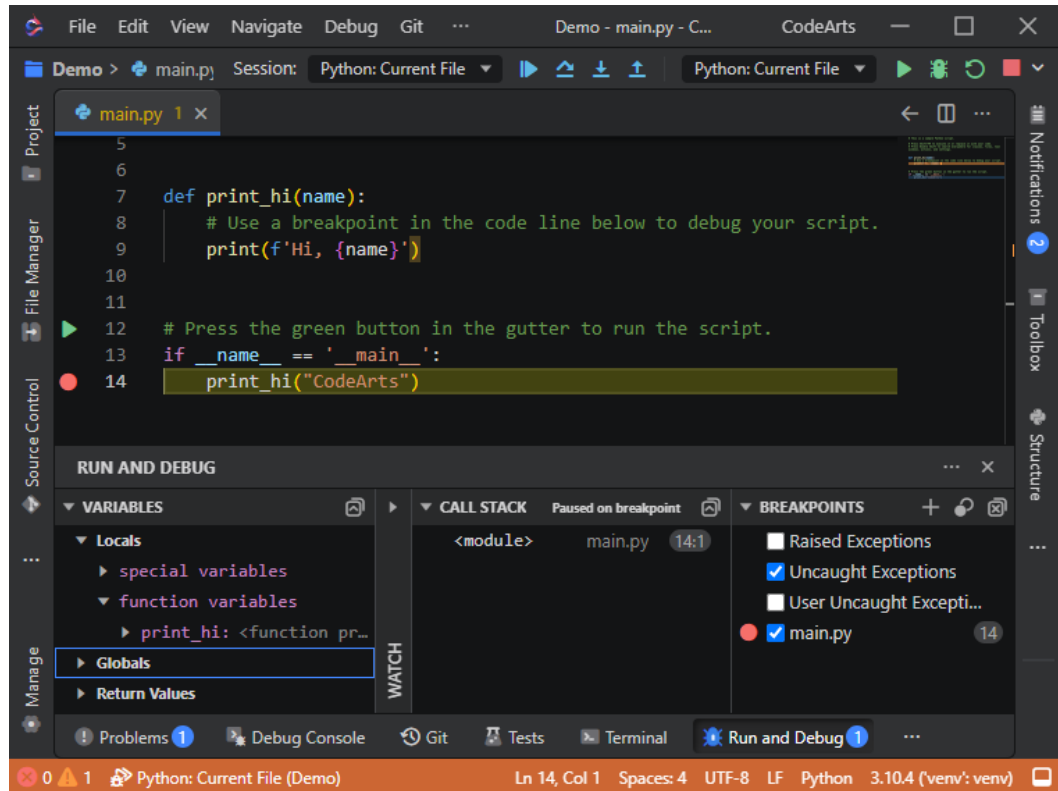 File Edit View Navigate Debug Git ··· Demo - main.py - C... CodeArts
Demo > main.py Session: Python: Current File Python: Current File
main.py 1
5
6
7 def print_hi(name):
8 # Use a breakpoint in the code line below to debug your script.
9 print(f'Hi, {name}')
10
11
12 # Press the green button in the gutter to run the script.
13 if __name__ == '__main__':
14 print_hi("CodeArts")
Project
File Manager
Source Control
Manage
Notifications 2
Toolbox
Structure
RUN AND DEBUG
VARIABLES
Locals
special variables
function variables
print_hi: <function pr...
Globals
Return Values
WATCH
CALL STACK Paused on breakpoint
<module> main.py 14:1
BREAKPOINTS
Raised Exceptions
Uncaught Exceptions
User Uncaught Excepti...
main.py 14
Problems 1 Debug Console Git Tests Terminal Run and Debug 1 ···
0 1 Python: Current File (Demo) Ln 14, Col 1 Spaces: 4 UTF-8 LF Python 3.10.4 ('venv': venv)